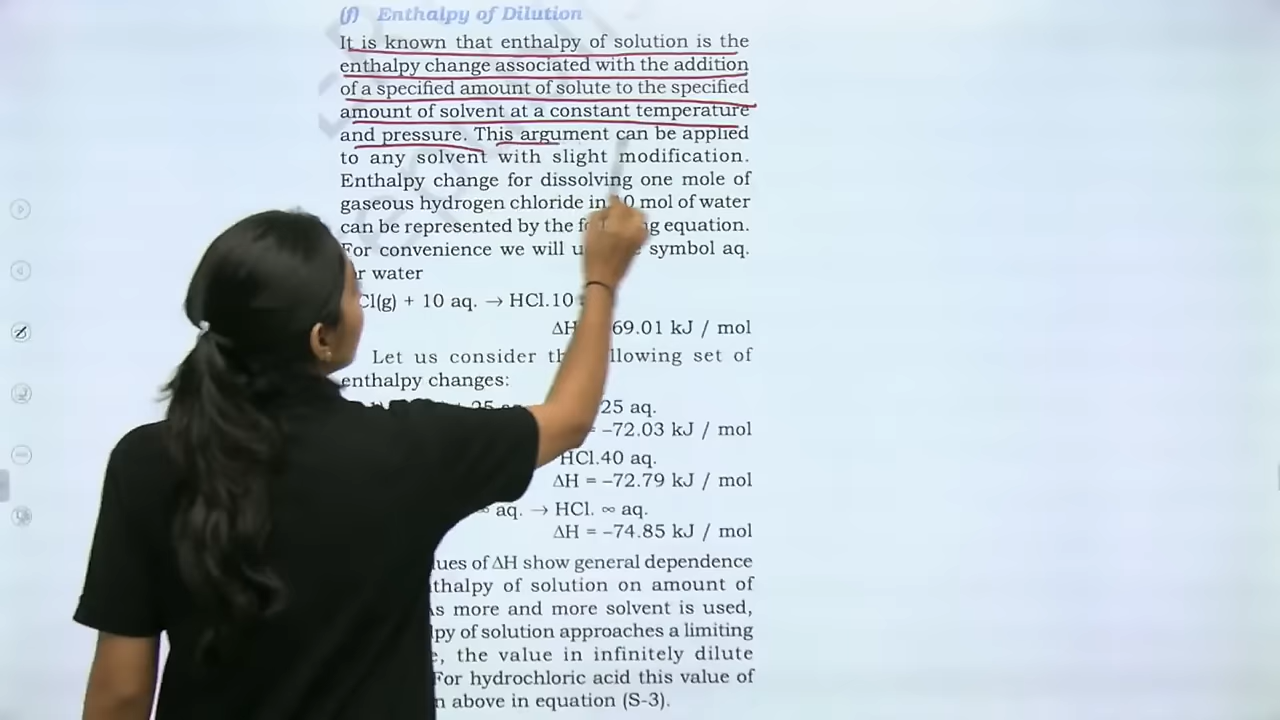 (f) Enthalpy of Dilution
It is known that enthalpy of solution is the
enthalpy change associated with the addition
of a specified amount of solute to the specified
amount of solvent at a constant temperature
and pressure. This argument can be applied
to any solvent with slight modification.
Enthalpy change for dissolving one mole of
gaseous hydrogen chloride in 0 mol of water
can be represented by the f ng equation.
For convenience we will u symbol aq.
r water
Cl(g) + 10 aq. → HCl.10
ΔH 69.01 kJ / mol
Let us consider th llowing set of
enthalpy changes:
+ 25 25 aq.
= –72.03 kJ / mol
HCl.40 aq.
ΔH = –72.79 kJ / mol
∞ aq. → HCl. ∞ aq.
ΔH = –74.85 kJ / mol
lues of ΔH show general dependence
thalpy of solution on amount of
s more and more solvent is used,
lpy of solution approaches a limiting
e, the value in infinitely dilute
For hydrochloric acid this value of
n above in equation (S-3).